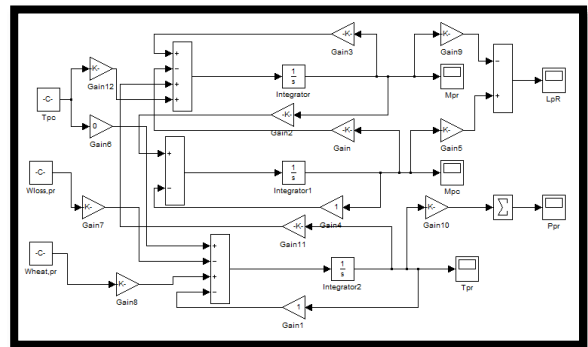 -K-
Gain3
-K-
Gain9
-K-
Gain12
+
−
+
+
1
s
Integrator
Mpr
−
+
LpR
-C-
Tpc
-K-
Gain2
0
Gain6
-K-
Gain
-K-
Gain5
+
−
1
s
Integrator1
Mpc
-C-
Wloss,pr
-K-
Gain7
1
Gain4
-K-
Gain10
Σ
Ppr
-K-
Gain11
-C-
Wheat,pr
-K-
Gain8
+
−
+
−
1
s
Integrator2
Tpr
1
Gain1